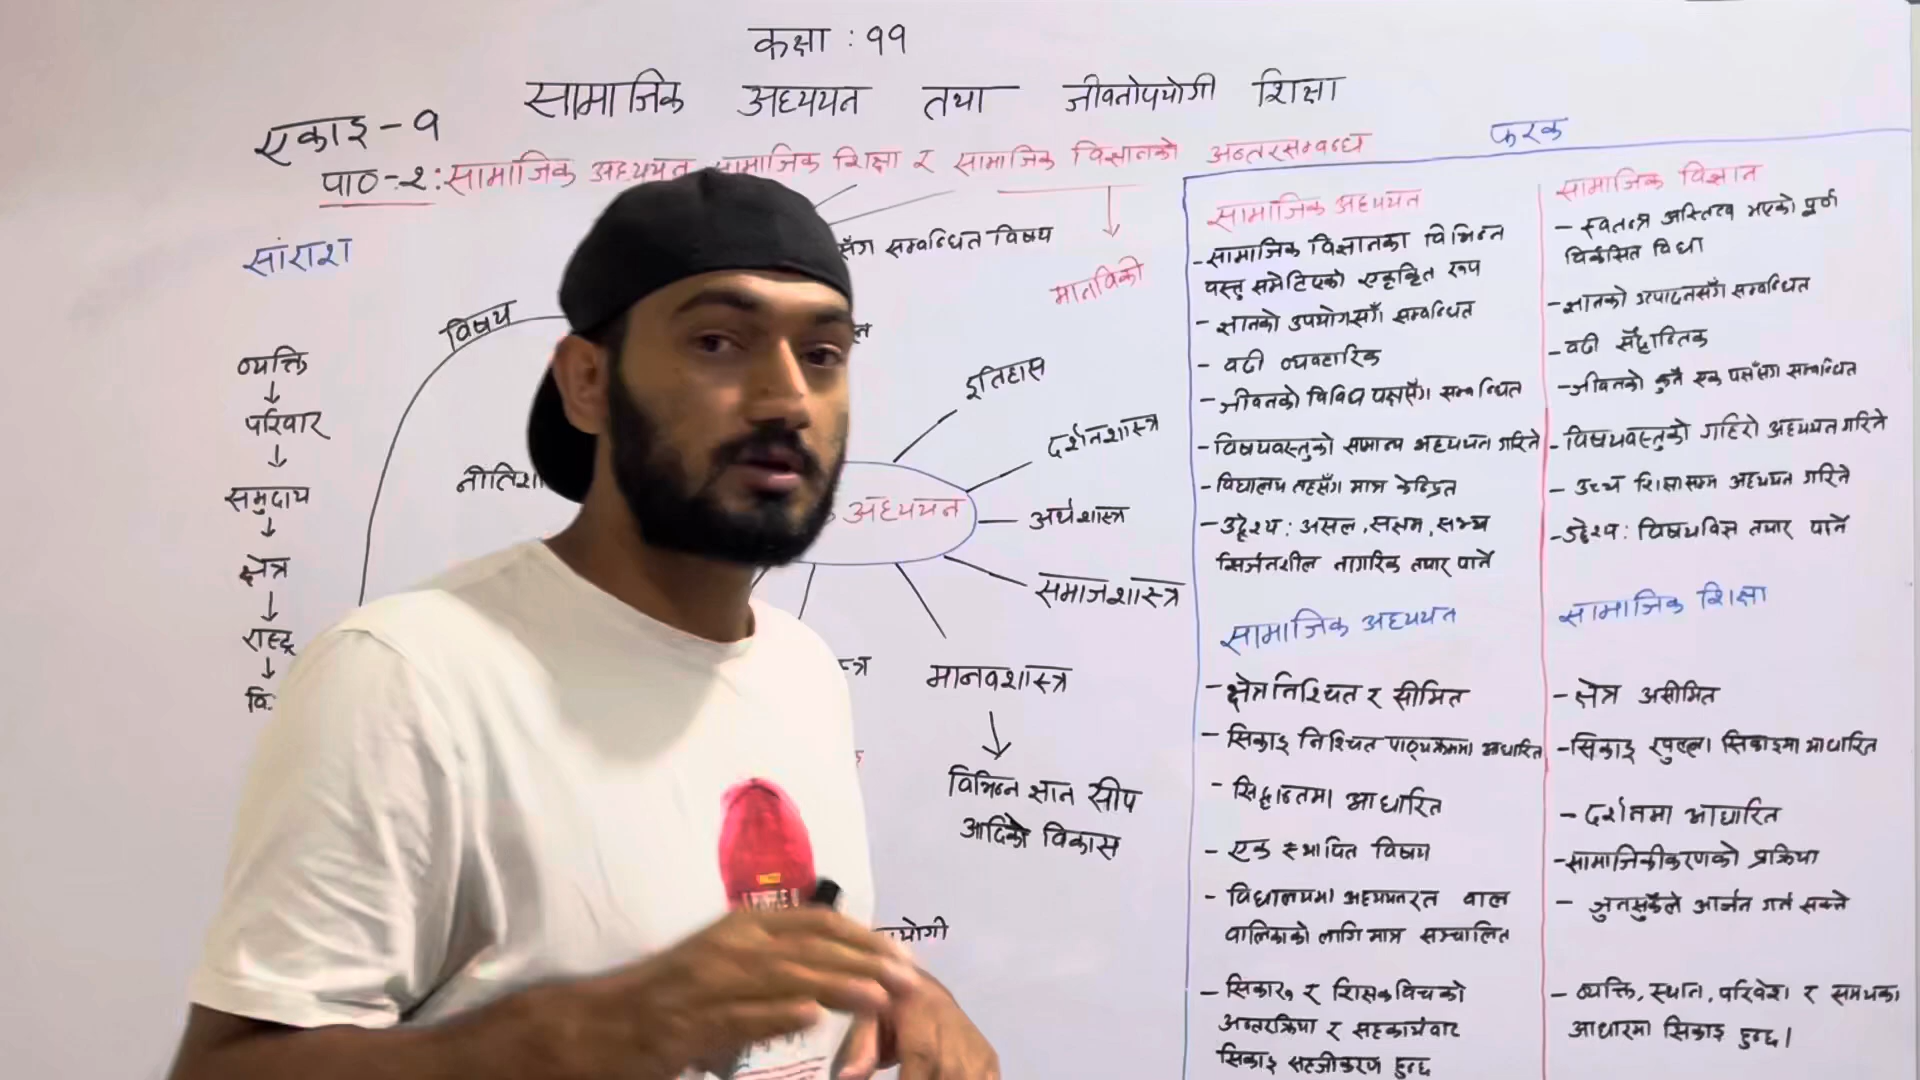 कक्षा : ११
सामाजिक अध्ययन तथा जीवनोपयोगी शिक्षा
एकाइ - १
पाठ-२: सामाजिक अध्ययन सामाजिक शिक्षा र सामाजिक विज्ञानको अन्तरसम्बन्ध
सारांश
व्यक्ति
परिवार
समुदाय
क्षेत्र
राष्ट्र
वि
विषय
सँग सम्बन्धित विषय
मानविकी
इतिहास
दर्शनशास्त्र
अर्थशास्त्र
समाजशास्त्र
मानवशास्त्र
विभिन्न ज्ञान सीप
आदिको विकास
नीतिशा
अध्ययन
फरक
सामाजिक अध्ययन
- सामाजिक विज्ञानका विभिन्न
वस्तु समेटिएको एकृकित रूप
- ज्ञानको उपयोगसँग सम्बन्धित
- बढी व्यवहारिक
- जीवनको विविध पक्षसँग सम्बन्धित
- विषयवस्तुको सामान्य अध्ययन गरिने
- विद्यालय तहसँग मात्र केन्द्रित
- उद्देश्य : असल, सक्षम, सभ्य
सिर्जनशील नागरिक तयार पार्ने
सामाजिक विज्ञान
- स्वतन्त्र अस्तित्व भएको पूर्ण
विकसित विधा
- ज्ञानको उत्पादनसँग सम्बन्धित
- बढी सैद्धान्तिक
- जीवनको कुनै एक पक्षसँग सम्बन्धित
- विषयवस्तुको गहिरो अध्ययन गरिने
- उच्च शिक्षासम्म अध्ययन गरिने
- उद्देश्य : विषयविज्ञ तयार पार्ने
सामाजिक अध्ययन
- क्षेत्र निश्चित र सीमित
- सिकाइ निश्चित पाठ्यक्रममा आधारित
- सिद्धान्तमा आधारित
- एक स्थापित विषय
- विद्यालयमा अध्ययनरत बाल
बालिकाको लागि मात्र सञ्चालित
- सिकारु र शिक्षक बिचको
अन्तरक्रिया र सहकार्यबाट
सिकाइ सहजीकरण हुन्छ
सामाजिक शिक्षा
- क्षेत्र असीमित
- सिकाइ खुल्ला सिकाइमा आधारित
- दर्शनमा आधारित
- सामाजिकीकरणको प्रक्रिया
- जुनसुकैले आर्जन गर्न सक्ने
- व्यक्ति, स्थान, परिवेश र समयका
आधारमा सिकाइ हुन्छ।